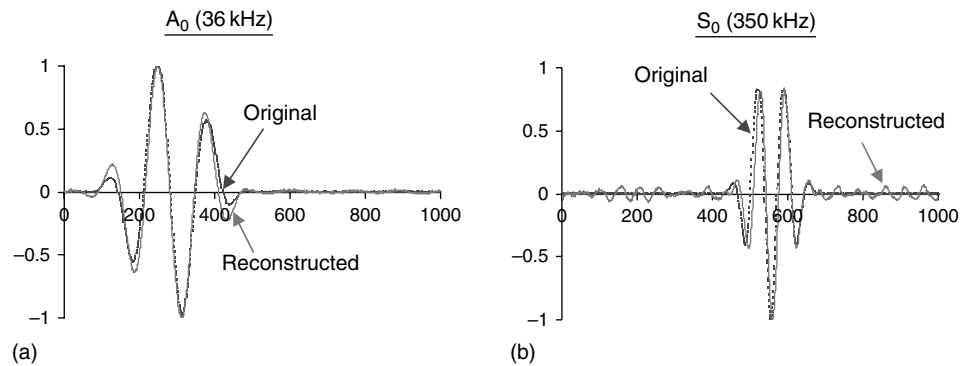 A₀ (36 kHz)
1
0.5
0
−0.5
−1
0
200
400
600
800
1000
Original
Reconstructed
(a)
S₀ (350 kHz)
1
0.5
0
−0.5
−1
0
200
400
600
800
1000
Original
Reconstructed
(b)